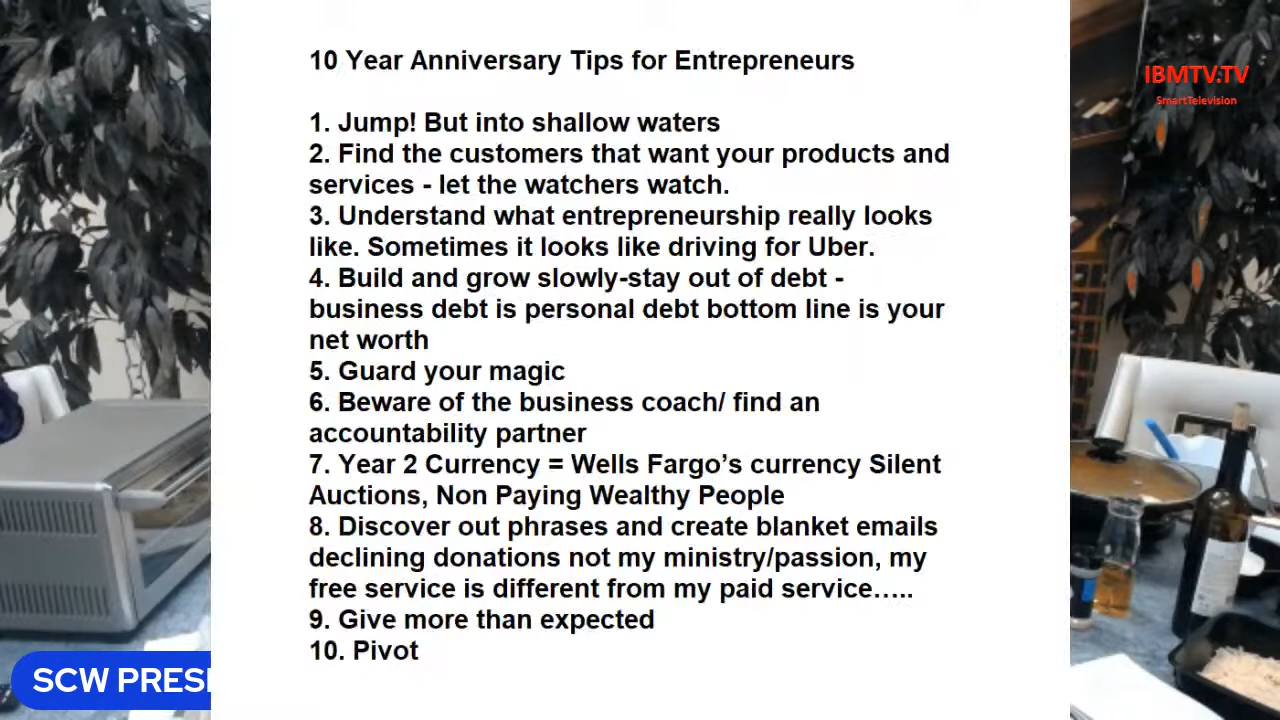 10 Year Anniversary Tips for Entrepreneurs
1. Jump! But into shallow waters
2. Find the customers that want your products and
services - let the watchers watch.
3. Understand what entrepreneurship really looks
like. Sometimes it looks like driving for Uber.
4. Build and grow slowly-stay out of debt -
business debt is personal debt bottom line is your
net worth
5. Guard your magic
6. Beware of the business coach/ find an
accountability partner
7. Year 2 Currency = Wells Fargo’s currency Silent
Auctions, Non Paying Wealthy People
8. Discover out phrases and create blanket emails
declining donations not my ministry/passion, my
free service is different from my paid service…..
9. Give more than expected
10. Pivot
IBMTV.TV
SmartTelevision
SCW PRES